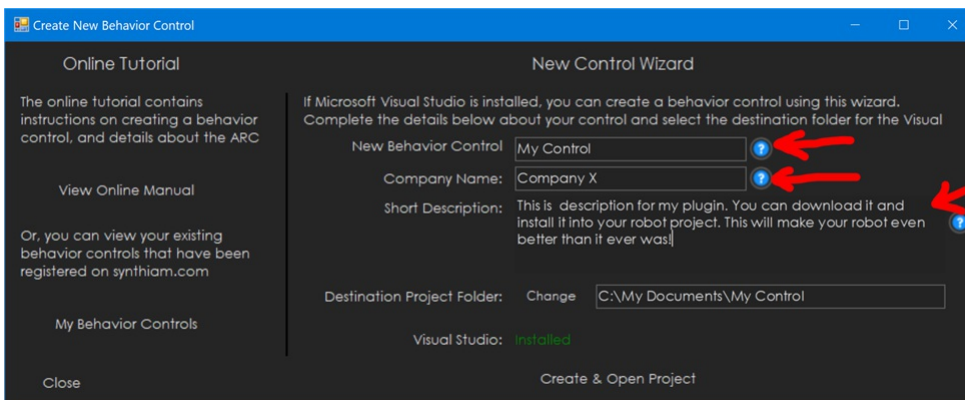 Create New Behavior Control
Online Tutorial
The online tutorial contains
instructions on creating a behavior
control, and details about the ARC
View Online Manual
Or, you can view your existing
behavior controls that have been
registered on synthiam.com
My Behavior Controls
Close
New Control Wizard
If Microsoft Visual Studio is installed, you can create a behavior control using this wizard.
Complete the details below about your control and select the destination folder for the Visual
New Behavior Control My Control ?
Company Name: Company X ?
Short Description: This is  description for my plugin. You can download it and
install it into your robot project. This will make your robot even ?
better than it ever was!
Destination Project Folder: Change C:\My Documents\My Control
Visual Studio: Installed
Create & Open Project